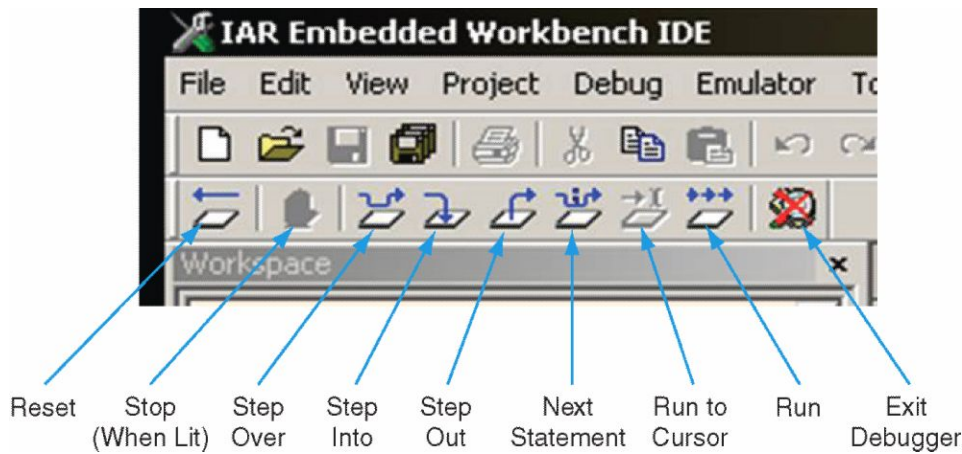 IAR Embedded Workbench IDE
File Edit View Project Debug Emulator To
Workspace
Reset Stop (When Lit) Step Over Step Into Step Out Next Statement Run to Cursor Run Exit Debugger